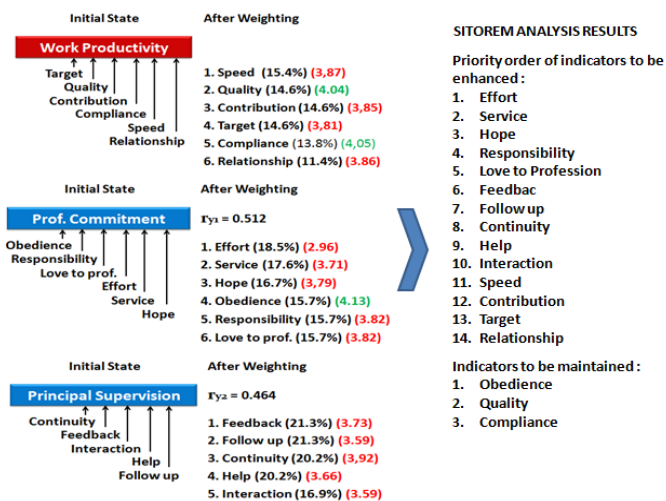 Initial State
After Weighting
Work Productivity
Target
Quality
Contribution
Compliance
Speed
Relationship
1. Speed (15.4%) (3,87)
2. Quality (14.6%) (4.04)
3. Contribution (14.6%) (3,85)
4. Target (14.6%) (3,81)
5. Compliance (13.8%) (4,05)
6. Relationship (11.4%) (3.86)
Initial State
After Weighting
Prof. Commitment
ry1 = 0.512
Obedience
Responsibility
Love to prof.
Effort
Service
Hope
1. Effort (18.5%) (2.96)
2. Service (17.6%) (3.71)
3. Hope (16.7%) (3,79)
4. Obedience (15.7%) (4.13)
5. Responsibility (15.7%) (3.82)
6. Love to prof. (15.7%) (3.82)
Initial State
After Weighting
Principal Supervision
ry2 = 0.464
Continuity
Feedback
Interaction
Help
Follow up
1. Feedback (21.3%) (3.73)
2. Follow up (21.3%) (3.59)
3. Continuity (20.2%) (3,92)
4. Help (20.2%) (3.66)
5. Interaction (16.9%) (3.59)
SITOREM ANALYSIS RESULTS
Priority order of indicators to be
enhanced :
1. Effort
2. Service
3. Hope
4. Responsibility
5. Love to Profession
6. Feedbac
7. Follow up
8. Continuity
9. Help
10. Interaction
11. Speed
12. Contribution
13. Target
14. Relationship
Indicators to be maintained :
1. Obedience
2. Quality
3. Compliance